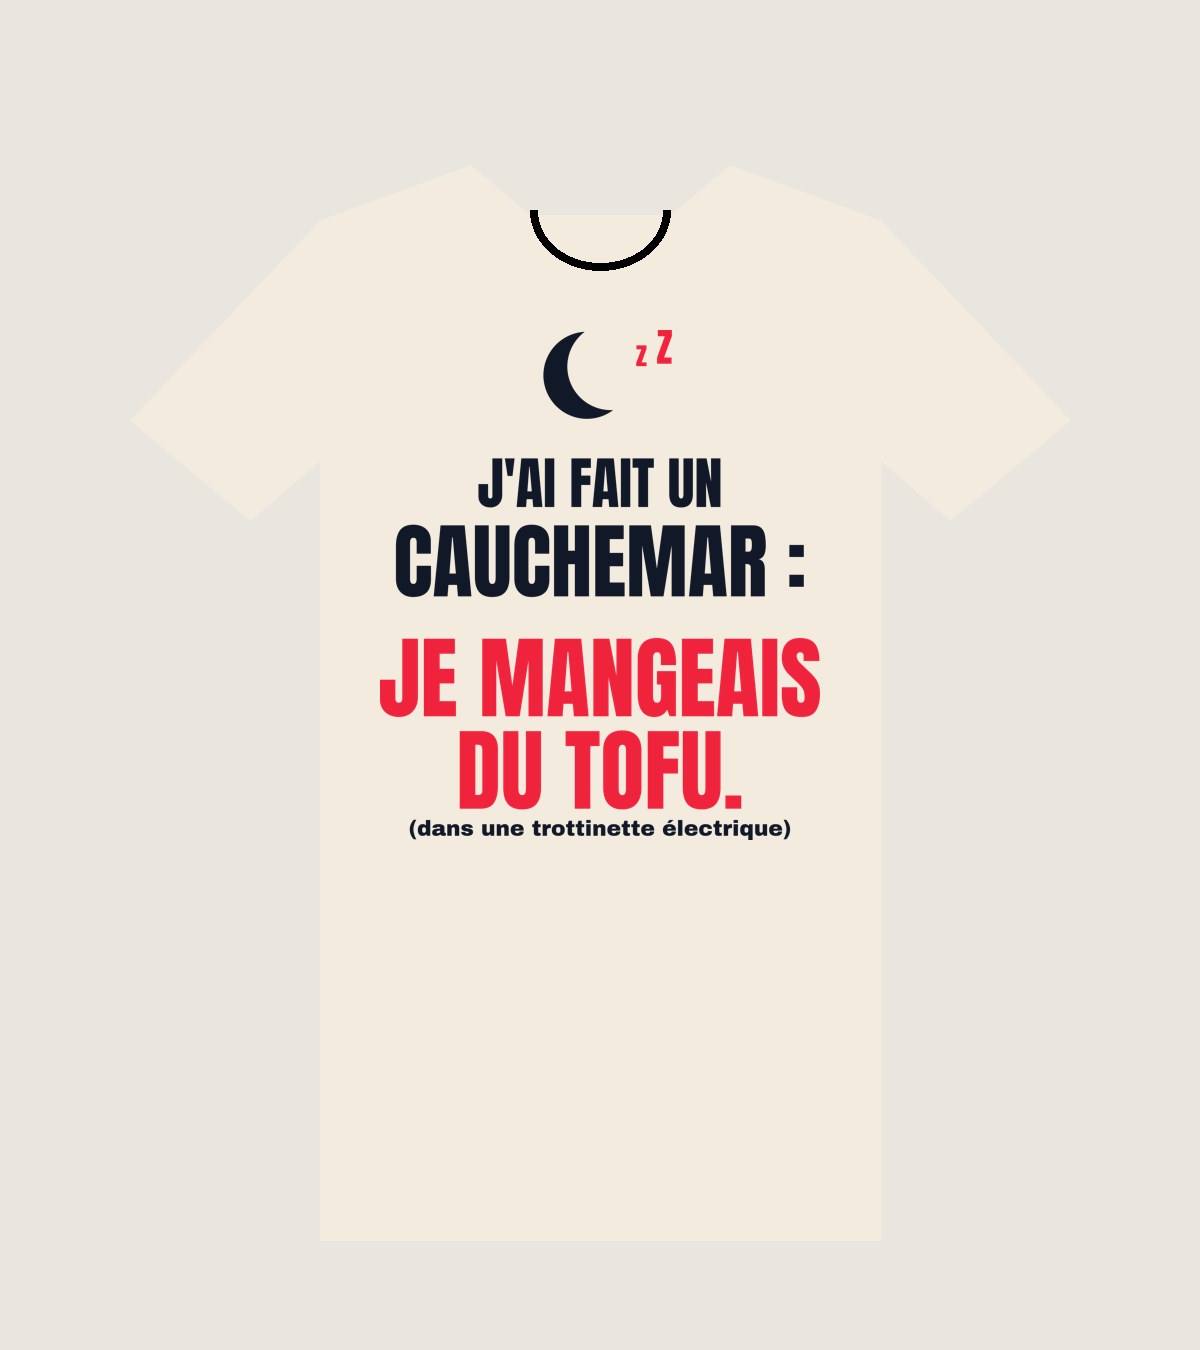 z Z
J'AI FAIT UN
CAUCHEMAR :
JE MANGEAIS
DU TOFU.
(dans une trottinette électrique)